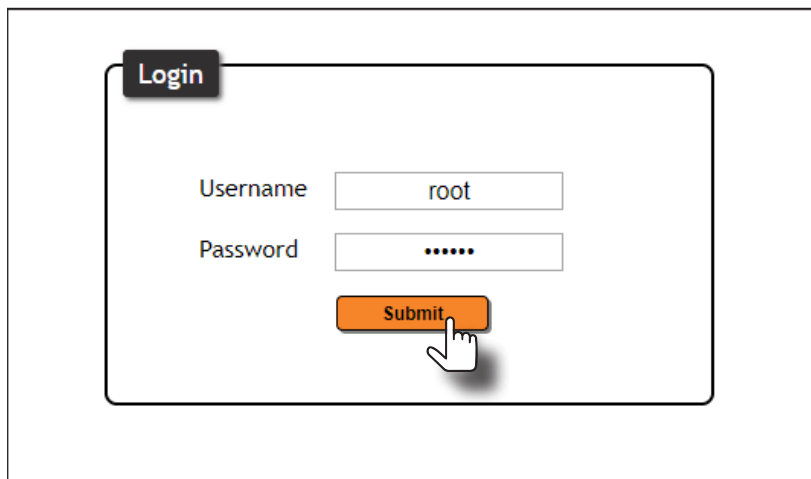 Login
Username root
Password ••••••
Submit